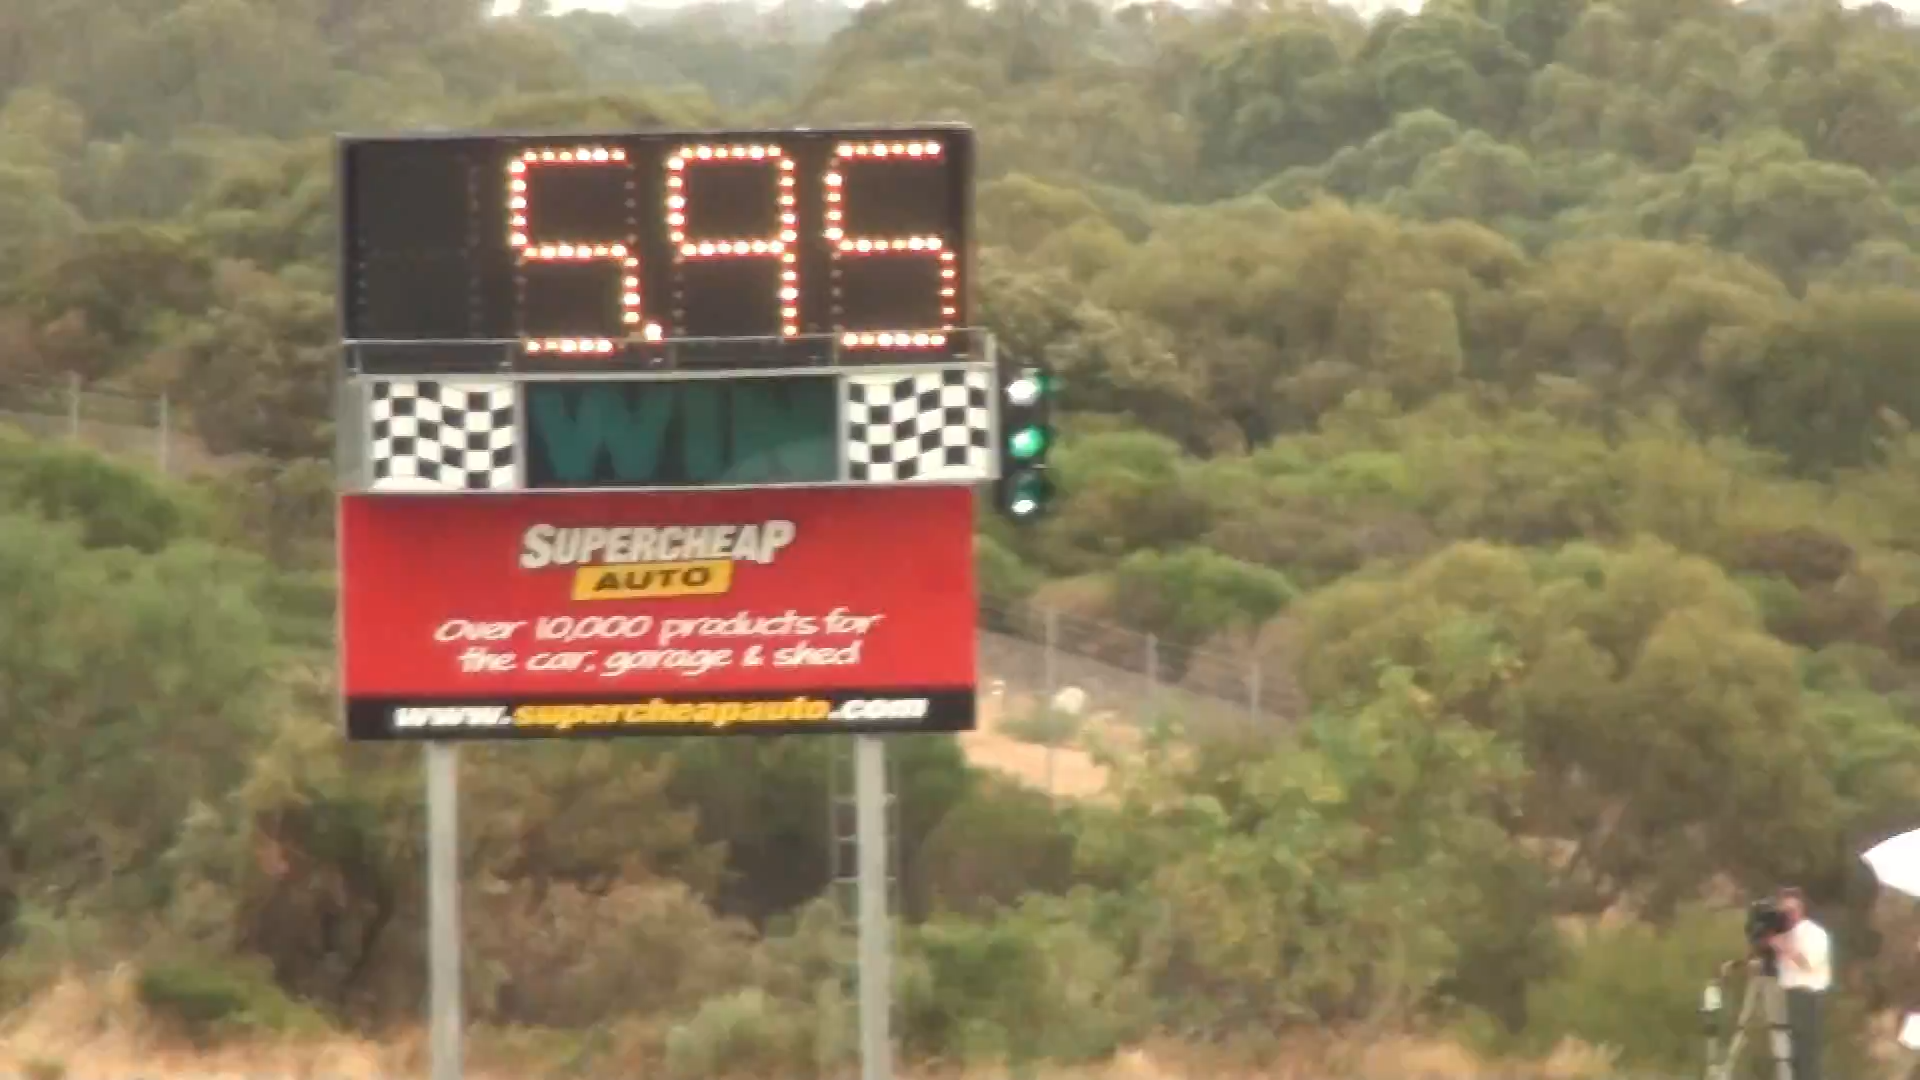 5.95
WIN
SUPERCHEAP
AUTO
Over 10,000 products for
the car, garage & shed
www.supercheapauto.com